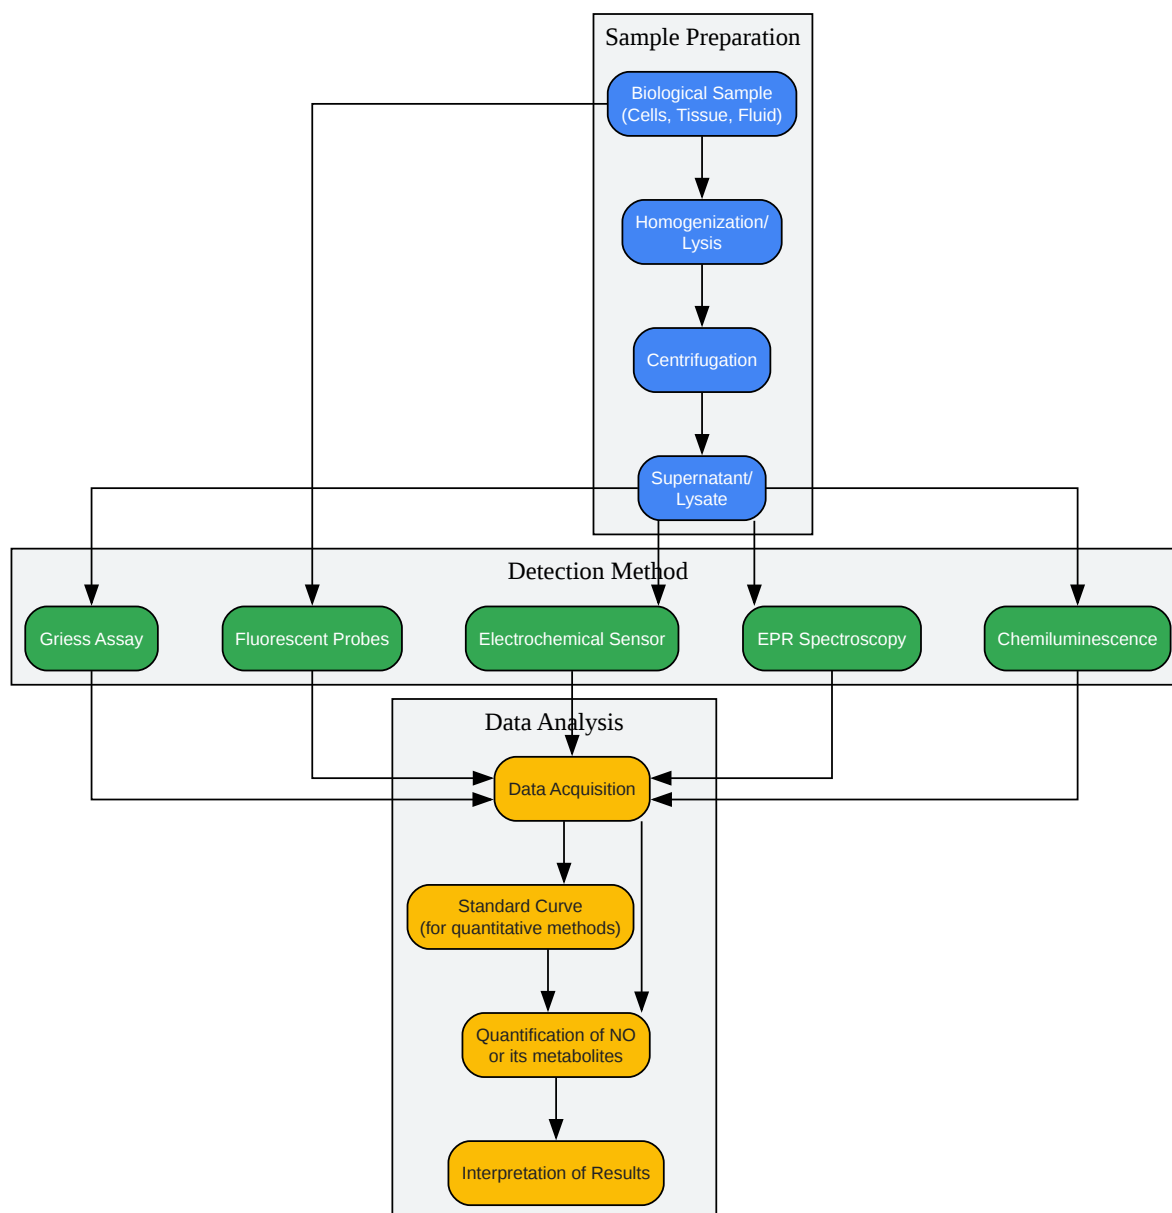 Sample Preparation
Biological Sample
(Cells, Tissue, Fluid)
Homogenization/
Lysis
Centrifugation
Supernatant/
Lysate
Detection Method
Griess Assay
Fluorescent Probes
Electrochemical Sensor
EPR Spectroscopy
Chemiluminescence
Data Analysis
Data Acquisition
Standard Curve
(for quantitative methods)
Quantification of NO
or its metabolites
Interpretation of Results